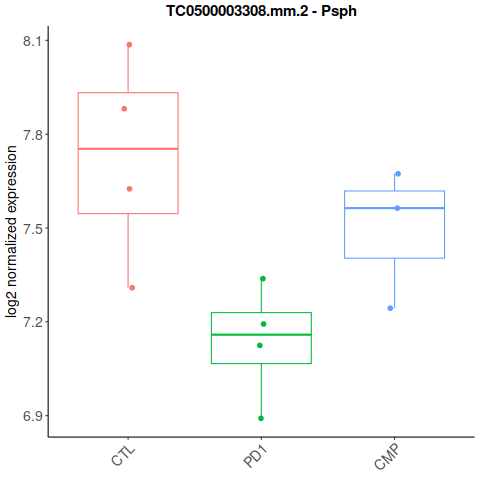 TC0500003308.mm.2 - Psph
log2 normalized expression
8.1
7.8
7.5
7.2
6.9
CTL
PD1
CMP